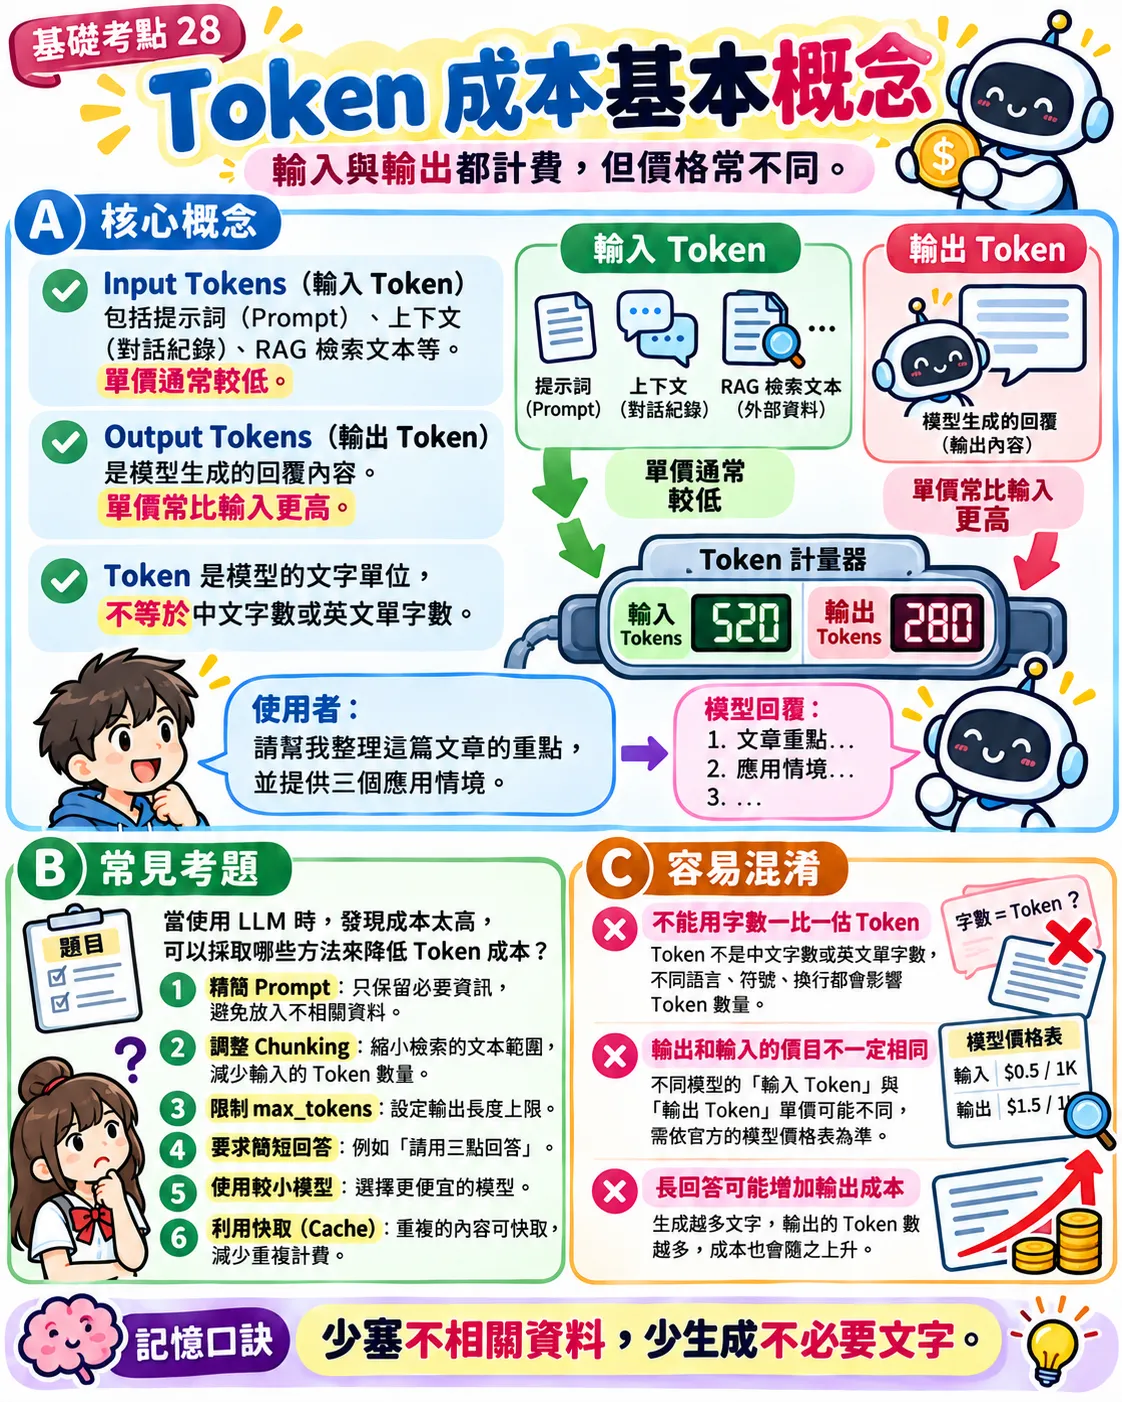 基礎考點 28
Token 成本基本概念
輸入與輸出都計費，但價格常不同。
A 核心概念
Input Tokens（輸入 Token）
包括提示詞（Prompt）、上下文
（對話紀錄）、RAG 檢索文本等。
單價通常較低。
Output Tokens（輸出 Token）
是模型生成的回覆內容。
單價常比輸入更高。
Token 是模型的文字單位，
不等於中文字數或英文單字數。
輸入 Token
提示詞
（Prompt）
上下文
（對話紀錄）
...
RAG 檢索文本
（外部資料）
單價通常
較低
輸出 Token
模型生成的回覆
（輸出內容）
單價常比輸入
更高
Token 計量器
輸入
Tokens
520
輸出
Tokens
280
使用者：
請幫我整理這篇文章的重點，
並提供三個應用情境。
模型回覆：
1. 文章重點...
2. 應用情境...
3. ...
B 常見考題
題目
?
當使用 LLM 時，發現成本太高，
可以採取哪些方法來降低 Token 成本？
1 精簡 Prompt：只保留必要資訊，
避免放入不相關資料。
2 調整 Chunking：縮小檢索的文本範圍，
減少輸入的 Token 數量。
3 限制 max_tokens：設定輸出長度上限。
4 要求簡短回答：例如「請用三點回答」。
5 使用較小模型：選擇更便宜的模型。
6 利用快取（Cache）：重複的內容可快取，
減少重複計費。
C 容易混淆
不能用字數一比一估 Token
Token 不是中文字數或英文單字數，
不同語言、符號、換行都會影響
Token 數量。
字數 = Token ?
輸出和輸入的價目不一定相同
不同模型的「輸入 Token」與
「輸出 Token」單價可能不同，
需依官方的模型價格表為準。
模型價格表
輸入 $0.5 / 1K
輸出 $1.5 / 1
長回答可能增加輸出成本
生成越多文字，輸出的 Token 數
越多，成本也會隨之上升。
記憶口訣
少塞不相關資料，少生成不必要文字。
$